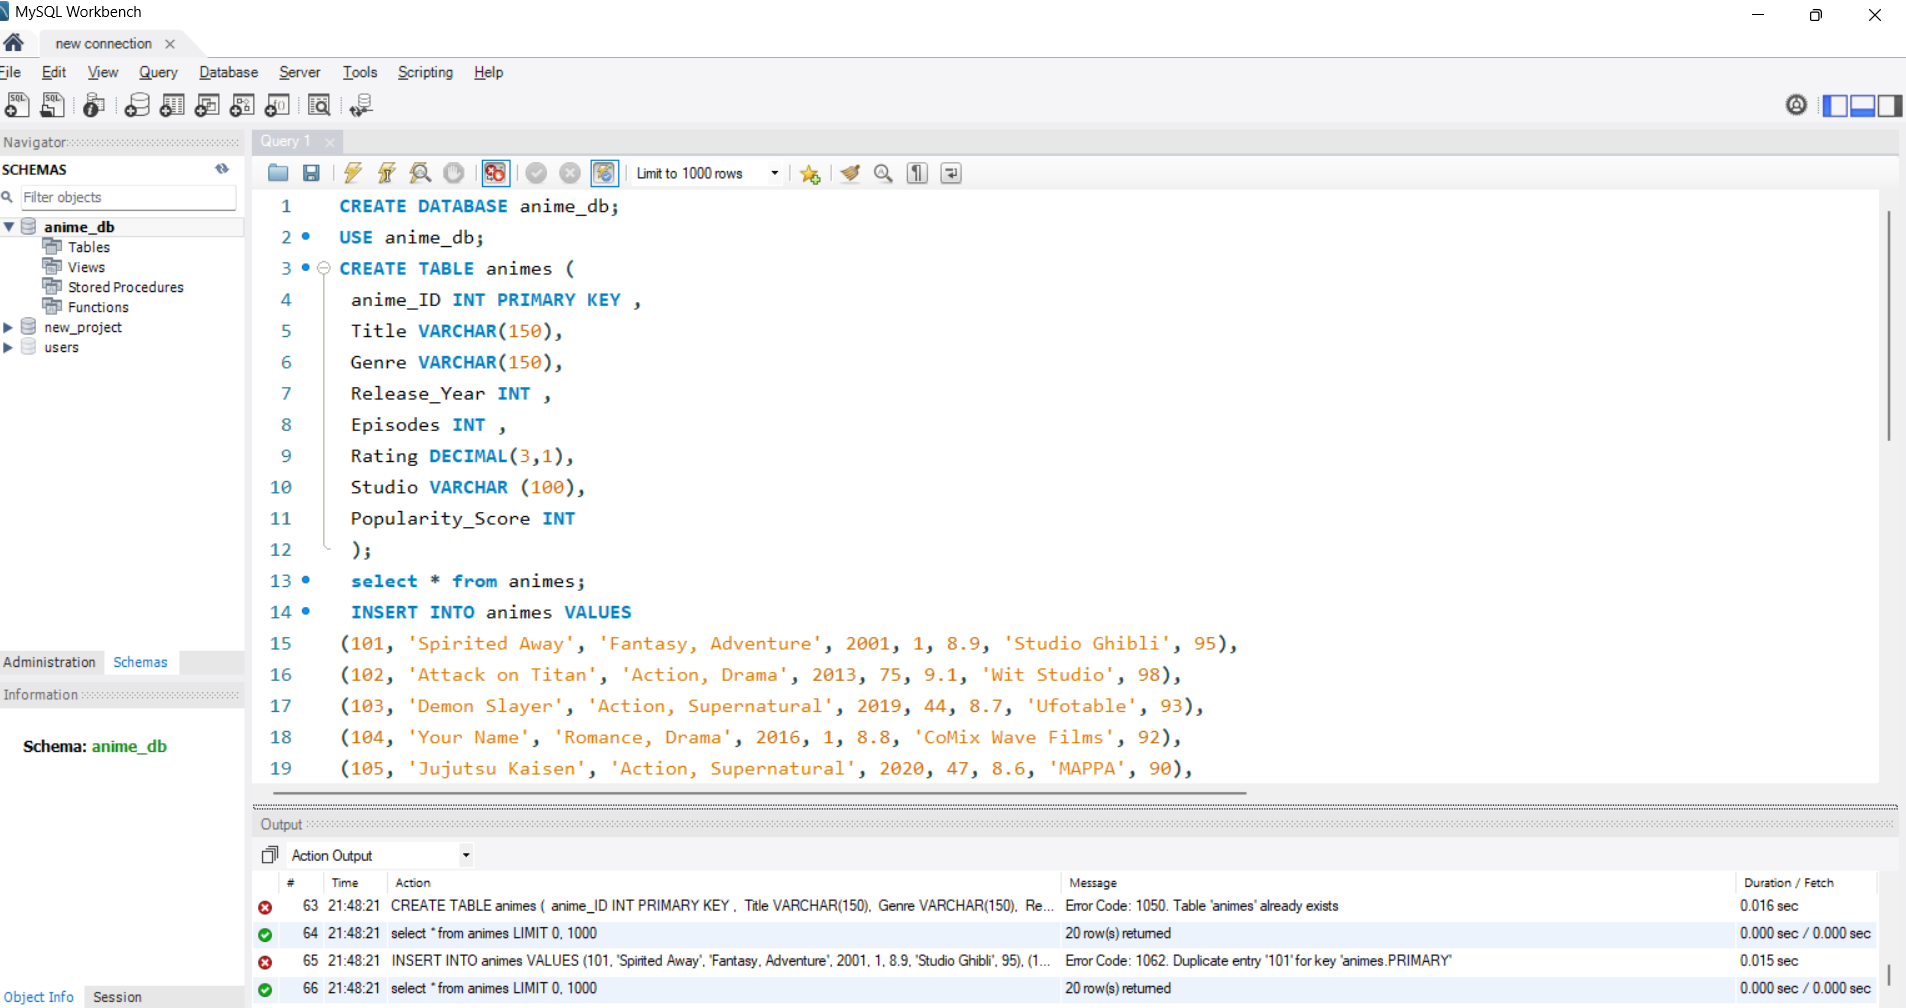 MySQL Workbench
new connection
File Edit View Query Database Server Tools Scripting Help
Navigator
Query 1
SCHEMAS
Limit to 1000 rows
Filter objects
anime_db
Tables
Views
Stored Procedures
Functions
new_project
users
1 CREATE DATABASE anime_db;
2 USE anime_db;
3 CREATE TABLE animes (
4 anime_ID INT PRIMARY KEY ,
5 Title VARCHAR(150),
6 Genre VARCHAR(150),
7 Release_Year INT ,
8 Episodes INT ,
9 Rating DECIMAL(3,1),
10 Studio VARCHAR (100),
11 Popularity_Score INT
12 );
13 select * from animes;
14 INSERT INTO animes VALUES
15 (101, 'Spirited Away', 'Fantasy, Adventure', 2001, 1, 8.9, 'Studio Ghibli', 95),
16 (102, 'Attack on Titan', 'Action, Drama', 2013, 75, 9.1, 'Wit Studio', 98),
17 (103, 'Demon Slayer', 'Action, Supernatural', 2019, 44, 8.7, 'Ufotable', 93),
18 (104, 'Your Name', 'Romance, Drama', 2016, 1, 8.8, 'CoMix Wave Films', 92),
19 (105, 'Jujutsu Kaisen', 'Action, Supernatural', 2020, 47, 8.6, 'MAPPA', 90),
Administration Schemas
Information
Schema: anime_db
Object Info Session
Output
Action Output
# Time Action Message Duration / Fetch
63 21:48:21 CREATE TABLE animes ( anime_ID INT PRIMARY KEY , Title VARCHAR(150), Genre VARCHAR(150), Re... Error Code: 1050. Table 'animes' already exists 0.016 sec
64 21:48:21 select * from animes LIMIT 0, 1000 20 row(s) returned 0.000 sec / 0.000 sec
65 21:48:21 INSERT INTO animes VALUES (101, 'Spirited Away', 'Fantasy, Adventure', 2001, 1, 8.9, 'Studio Ghibli', 95), (1... Error Code: 1062. Duplicate entry '101' for key 'animes.PRIMARY' 0.015 sec
66 21:48:21 select * from animes LIMIT 0, 1000 20 row(s) returned 0.000 sec / 0.000 sec